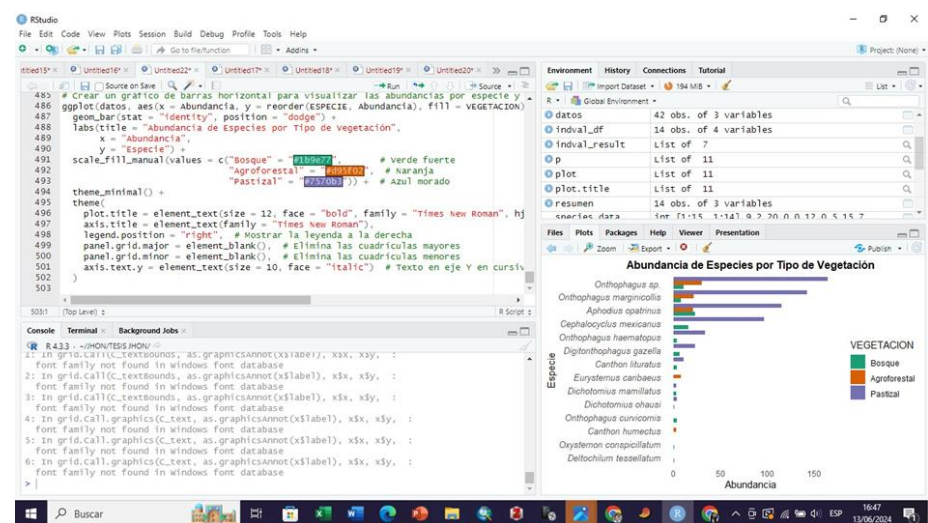 RStudio
File Edit Code View Plots Session Build Debug Profile Tools Help
Go to file/function
Addins
Project: (None)
Untitled16*
Untitled22*
Untitled17*
Untitled18*
Untitled19*
Untitled20*
Source on Save
Run
Source
485 # Crear un gráfico de barras horizontal para visualizar las abundancias por especie y
486 ggplot(datos, aes(x = Abundancia, y = reorder(ESPECIE, Abundancia), fill = VEGETACION)
487 geom_bar(stat = "identity", position = "dodge") +
488 labs(title = "Abundancia de Especies por Tipo de Vegetación",
489 x = "Abundancia",
490 y = "Especie") +
491 scale_fill_manual(values = c("Bosque" = "#1b9e77", # Verde fuerte
492 "Agroforestal" = "#d95f02", # Naranja
493 "Pastizal" = "#7570b3")) + # Azul morado
494 theme_minimal() +
495 theme(
496 plot.title = element_text(size = 12, face = "bold", family = "Times New Roman", hj
497 axis.title = element_text(family = "Times New Roman"),
498 legend.position = "right", # Mostrar la leyenda a la derecha
499 panel.grid.major = element_blank(), # Elimina las cuadrículas mayores
500 panel.grid.minor = element_blank(), # Elimina las cuadrículas menores
501 axis.text.y = element_text(size = 10, face = "italic") # Texto en eje Y en cursiv
502 )
503
503:1 (Top Level) R Script
Console Terminal Background Jobs
R 4.3.3 · ~/JHON/TESIS JHON/
1: In grid.Call(C_textBounds, as.graphicsAnnot(x$label), x$x, x$y, :
font family not found in Windows font database
2: In grid.Call(C_textBounds, as.graphicsAnnot(x$label), x$x, x$y, :
font family not found in Windows font database
3: In grid.Call(C_textBounds, as.graphicsAnnot(x$label), x$x, x$y, :
font family not found in Windows font database
4: In grid.Call.graphics(C_text, as.graphicsAnnot(x$label), x$x, x$y, :
font family not found in Windows font database
5: In grid.Call.graphics(C_text, as.graphicsAnnot(x$label), x$x, x$y, :
font family not found in Windows font database
6: In grid.Call.graphics(C_text, as.graphicsAnnot(x$label), x$x, x$y, :
font family not found in Windows font database
>
Environment History Connections Tutorial
Import Dataset 194 MiB List
R Global Environment
datos 42 obs. of 3 variables
indval_df 14 obs. of 4 variables
indval_result List of 7
p List of 11
plot List of 11
plot.title List of 11
resumen 14 obs. of 3 variables
species_data int [1:15, 1:14] 9 2 20 0 0 12 0 5 15 7
Files Plots Packages Help Viewer Presentation
Zoom Export Publish
Abundancia de Especies por Tipo de Vegetación
Onthophagus sp.
Onthophagus marginicollis
Aphodius opatrinus
Cephalocyclus mexicanus
Onthophagus haematopus
Digitonthophagus gazella
Canthon lituratus
Eurysternus caribaeus
Dichotomius mamillatus
Dichotomius ohausi
Onthophagus curvicornis
Canthon humectus
Oxysternon conspicillatum
Deltochilum tessellatum
Especie
0 50 100 150
Abundancia
VEGETACION
Bosque
Agroforestal
Pastizal
Buscar
ESP
16:47
13/06/2024